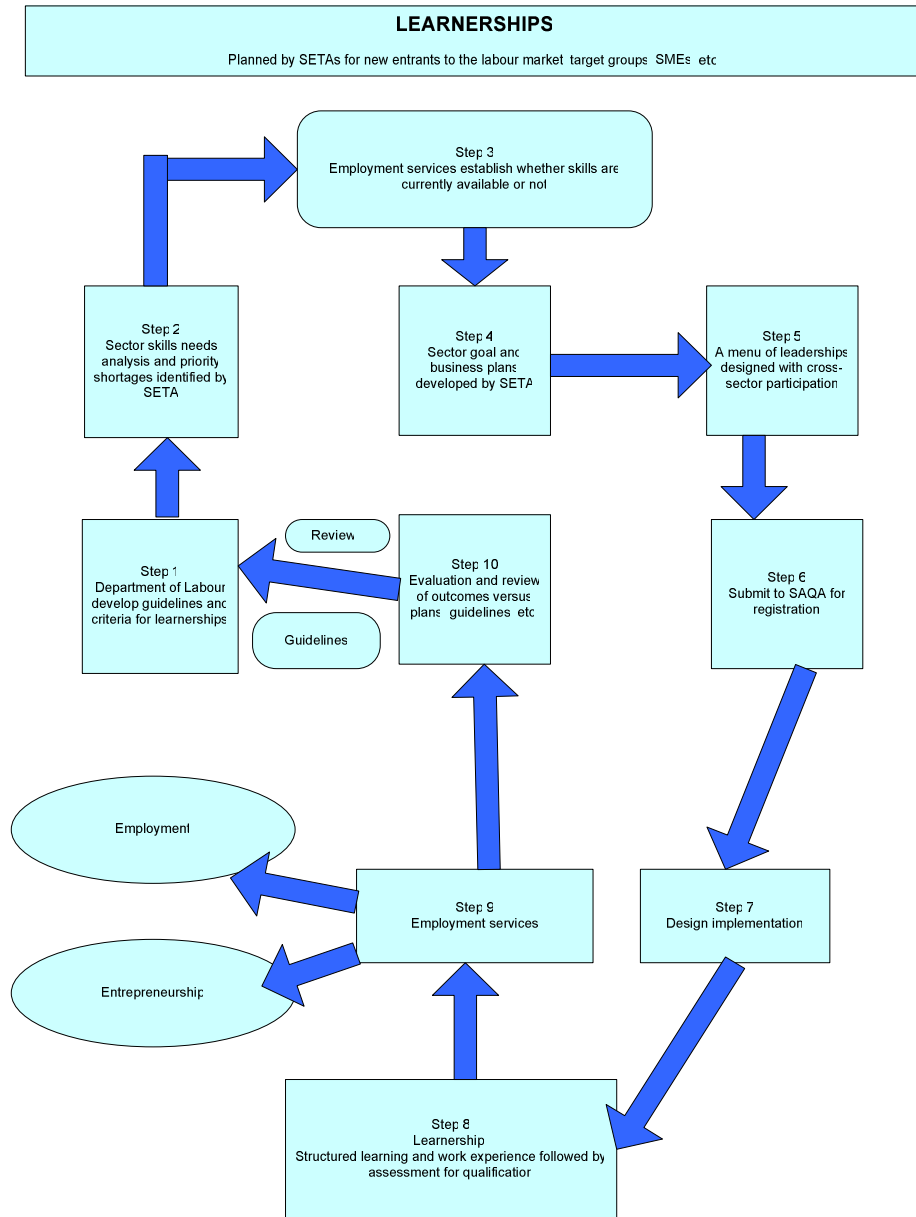 LEARNERSHIPS
Planned by SETAs for new entrants to the labour market target groups SMEs etc
Step 3
Employment services establish whether skills are
currently available or not
Step 2
Sector skills needs
analysis and priority
shortages identified by
SETA
Step 4
Sector goal and
business plans
developed by SETA
Step 5
A menu of leaderships
designed with cross-
sector participation
Step 1
Department of Labour
develop guidelines and
criteria for learnerships
Review
Guidelines
Step 10
Evaluation and review
of outcomes versus
plans guidelines etc
Step 6
Submit to SAQA for
registration
Employment
Entrepreneurship
Step 9
Employment services
Step 7
Design implementation
Step 8
Learnership
Structured learning and work experience followed by
assessment for qualification